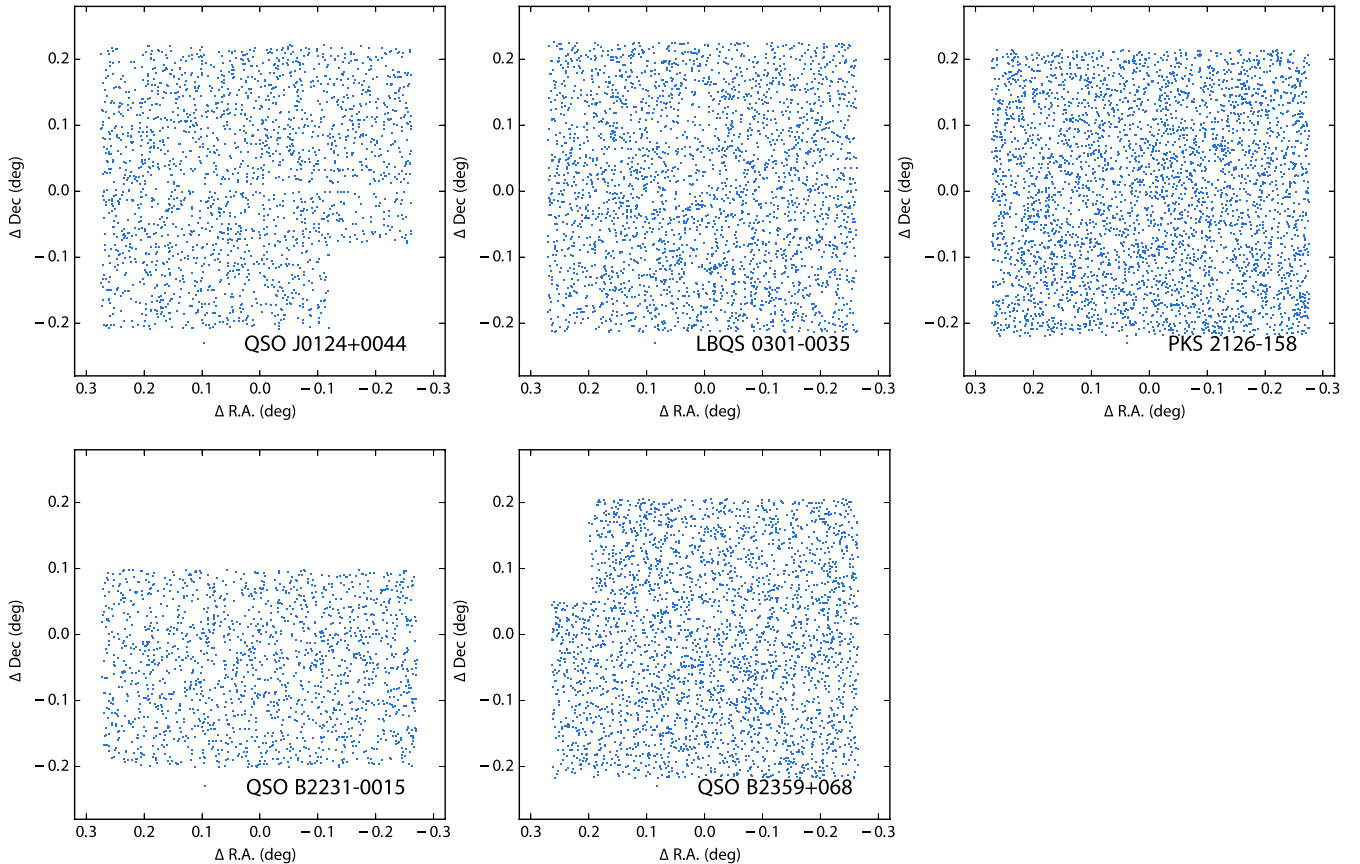 0.2
0.1
0.0
−0.1
−0.2
Δ Dec (deg)
QSO J0124+0044
0.3 0.2 0.1 0.0 −0.1 −0.2 −0.3
Δ R.A. (deg)
0.2
0.1
0.0
−0.1
−0.2
Δ Dec (deg)
LBQS 0301-0035
0.3 0.2 0.1 0.0 −0.1 −0.2 −0.3
Δ R.A. (deg)
0.2
0.1
0.0
−0.1
−0.2
Δ Dec (deg)
PKS 2126-158
0.3 0.2 0.1 0.0 −0.1 −0.2 −0.3
Δ R.A. (deg)
0.2
0.1
0.0
−0.1
−0.2
Δ Dec (deg)
QSO B2231-0015
0.3 0.2 0.1 0.0 −0.1 −0.2 −0.3
Δ R.A. (deg)
0.2
0.1
0.0
−0.1
−0.2
Δ Dec (deg)
QSO B2359+068
0.3 0.2 0.1 0.0 −0.1 −0.2 −0.3
Δ R.A. (deg)